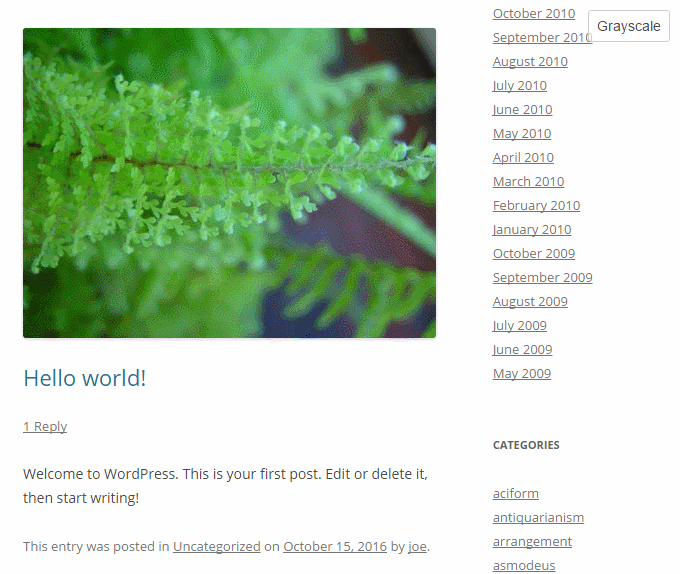 Hello world!
1 Reply
Welcome to WordPress. This is your first post. Edit or delete it,
then start writing!
This entry was posted in Uncategorized on October 15, 2016 by joe.
October 2010
Grayscale
September 2010
August 2010
July 2010
June 2010
May 2010
April 2010
March 2010
February 2010
January 2010
October 2009
September 2009
August 2009
July 2009
June 2009
May 2009
CATEGORIES
aciform
antiquarianism
arrangement
asmodeus